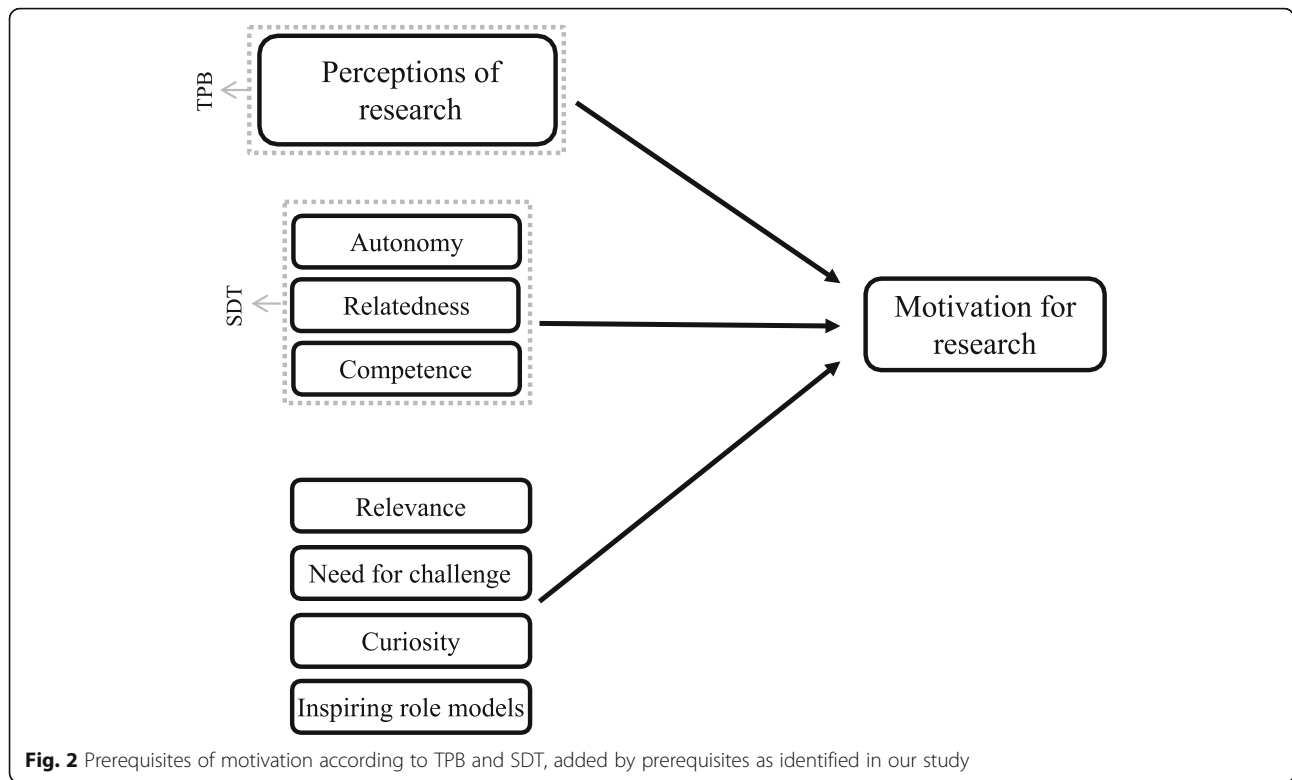 TPB
Perceptions of
research
SDT
Autonomy
Relatedness
Competence
Motivation for
research
Relevance
Need for challenge
Curiosity
Inspiring role models
Fig. 2 Prerequisites of motivation according to TPB and SDT, added by prerequisites as identified in our study